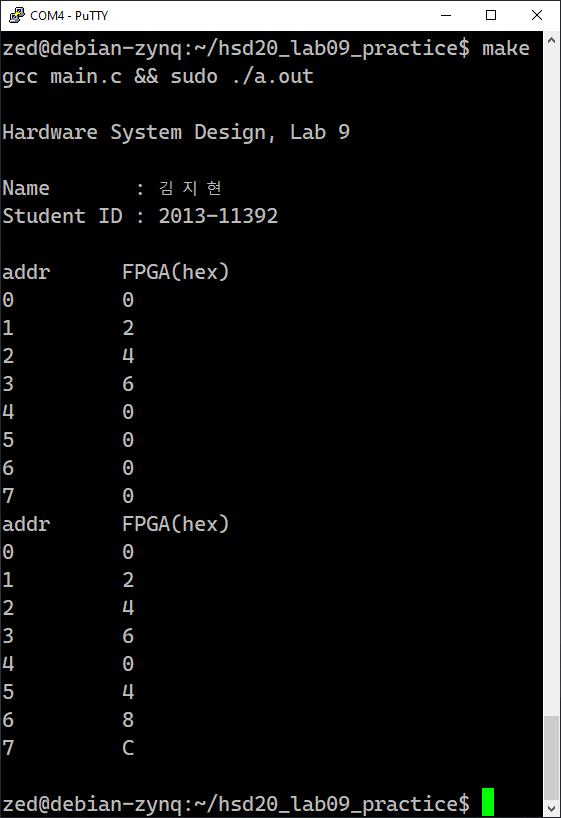 COM4 - PuTTY
zed@debian-zynq:~/hsd20_lab09_practice$ make
gcc main.c && sudo ./a.out
Hardware System Design, Lab 9
Name : 김지현
Student ID : 2013-11392
addr FPGA(hex)
0 0
1 2
2 4
3 6
4 0
5 0
6 0
7 0
addr FPGA(hex)
0 0
1 2
2 4
3 6
4 0
5 4
6 8
7 C
zed@debian-zynq:~/hsd20_lab09_practice$